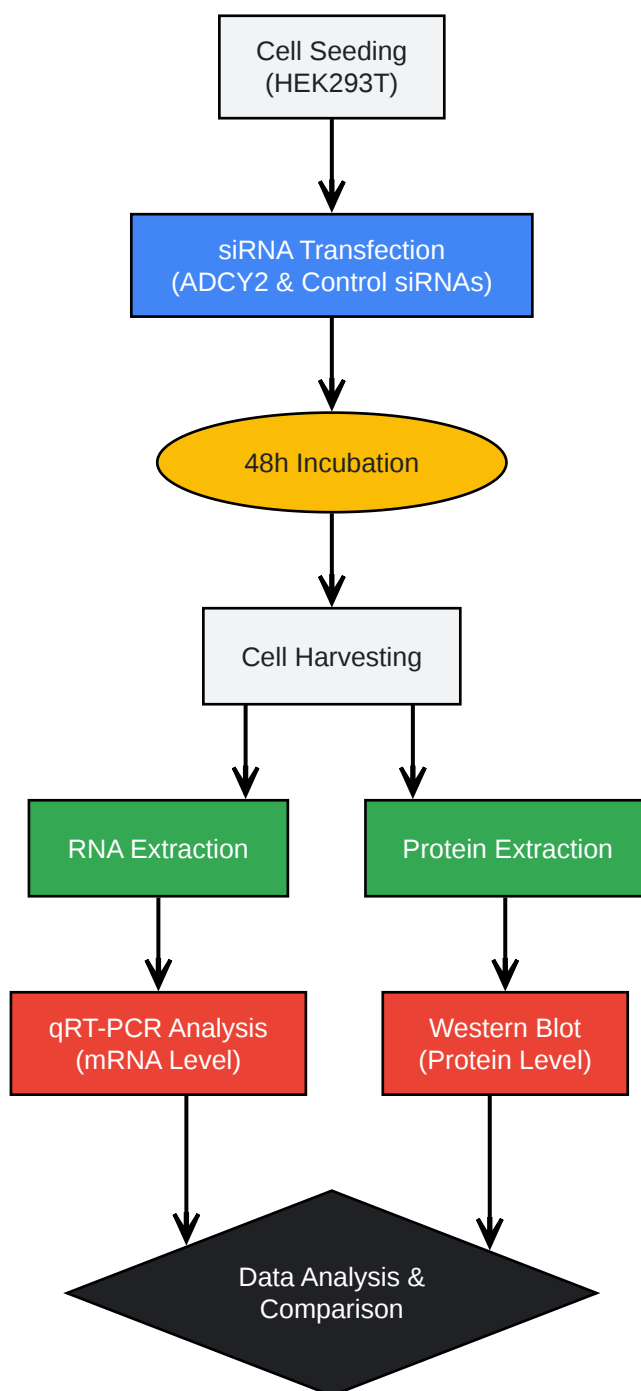 Cell Seeding
(HEK293T)
siRNA Transfection
(ADCY2 & Control siRNAs)
48h Incubation
Cell Harvesting
RNA Extraction
Protein Extraction
qRT-PCR Analysis
(mRNA Level)
Western Blot
(Protein Level)
Data Analysis &
Comparison